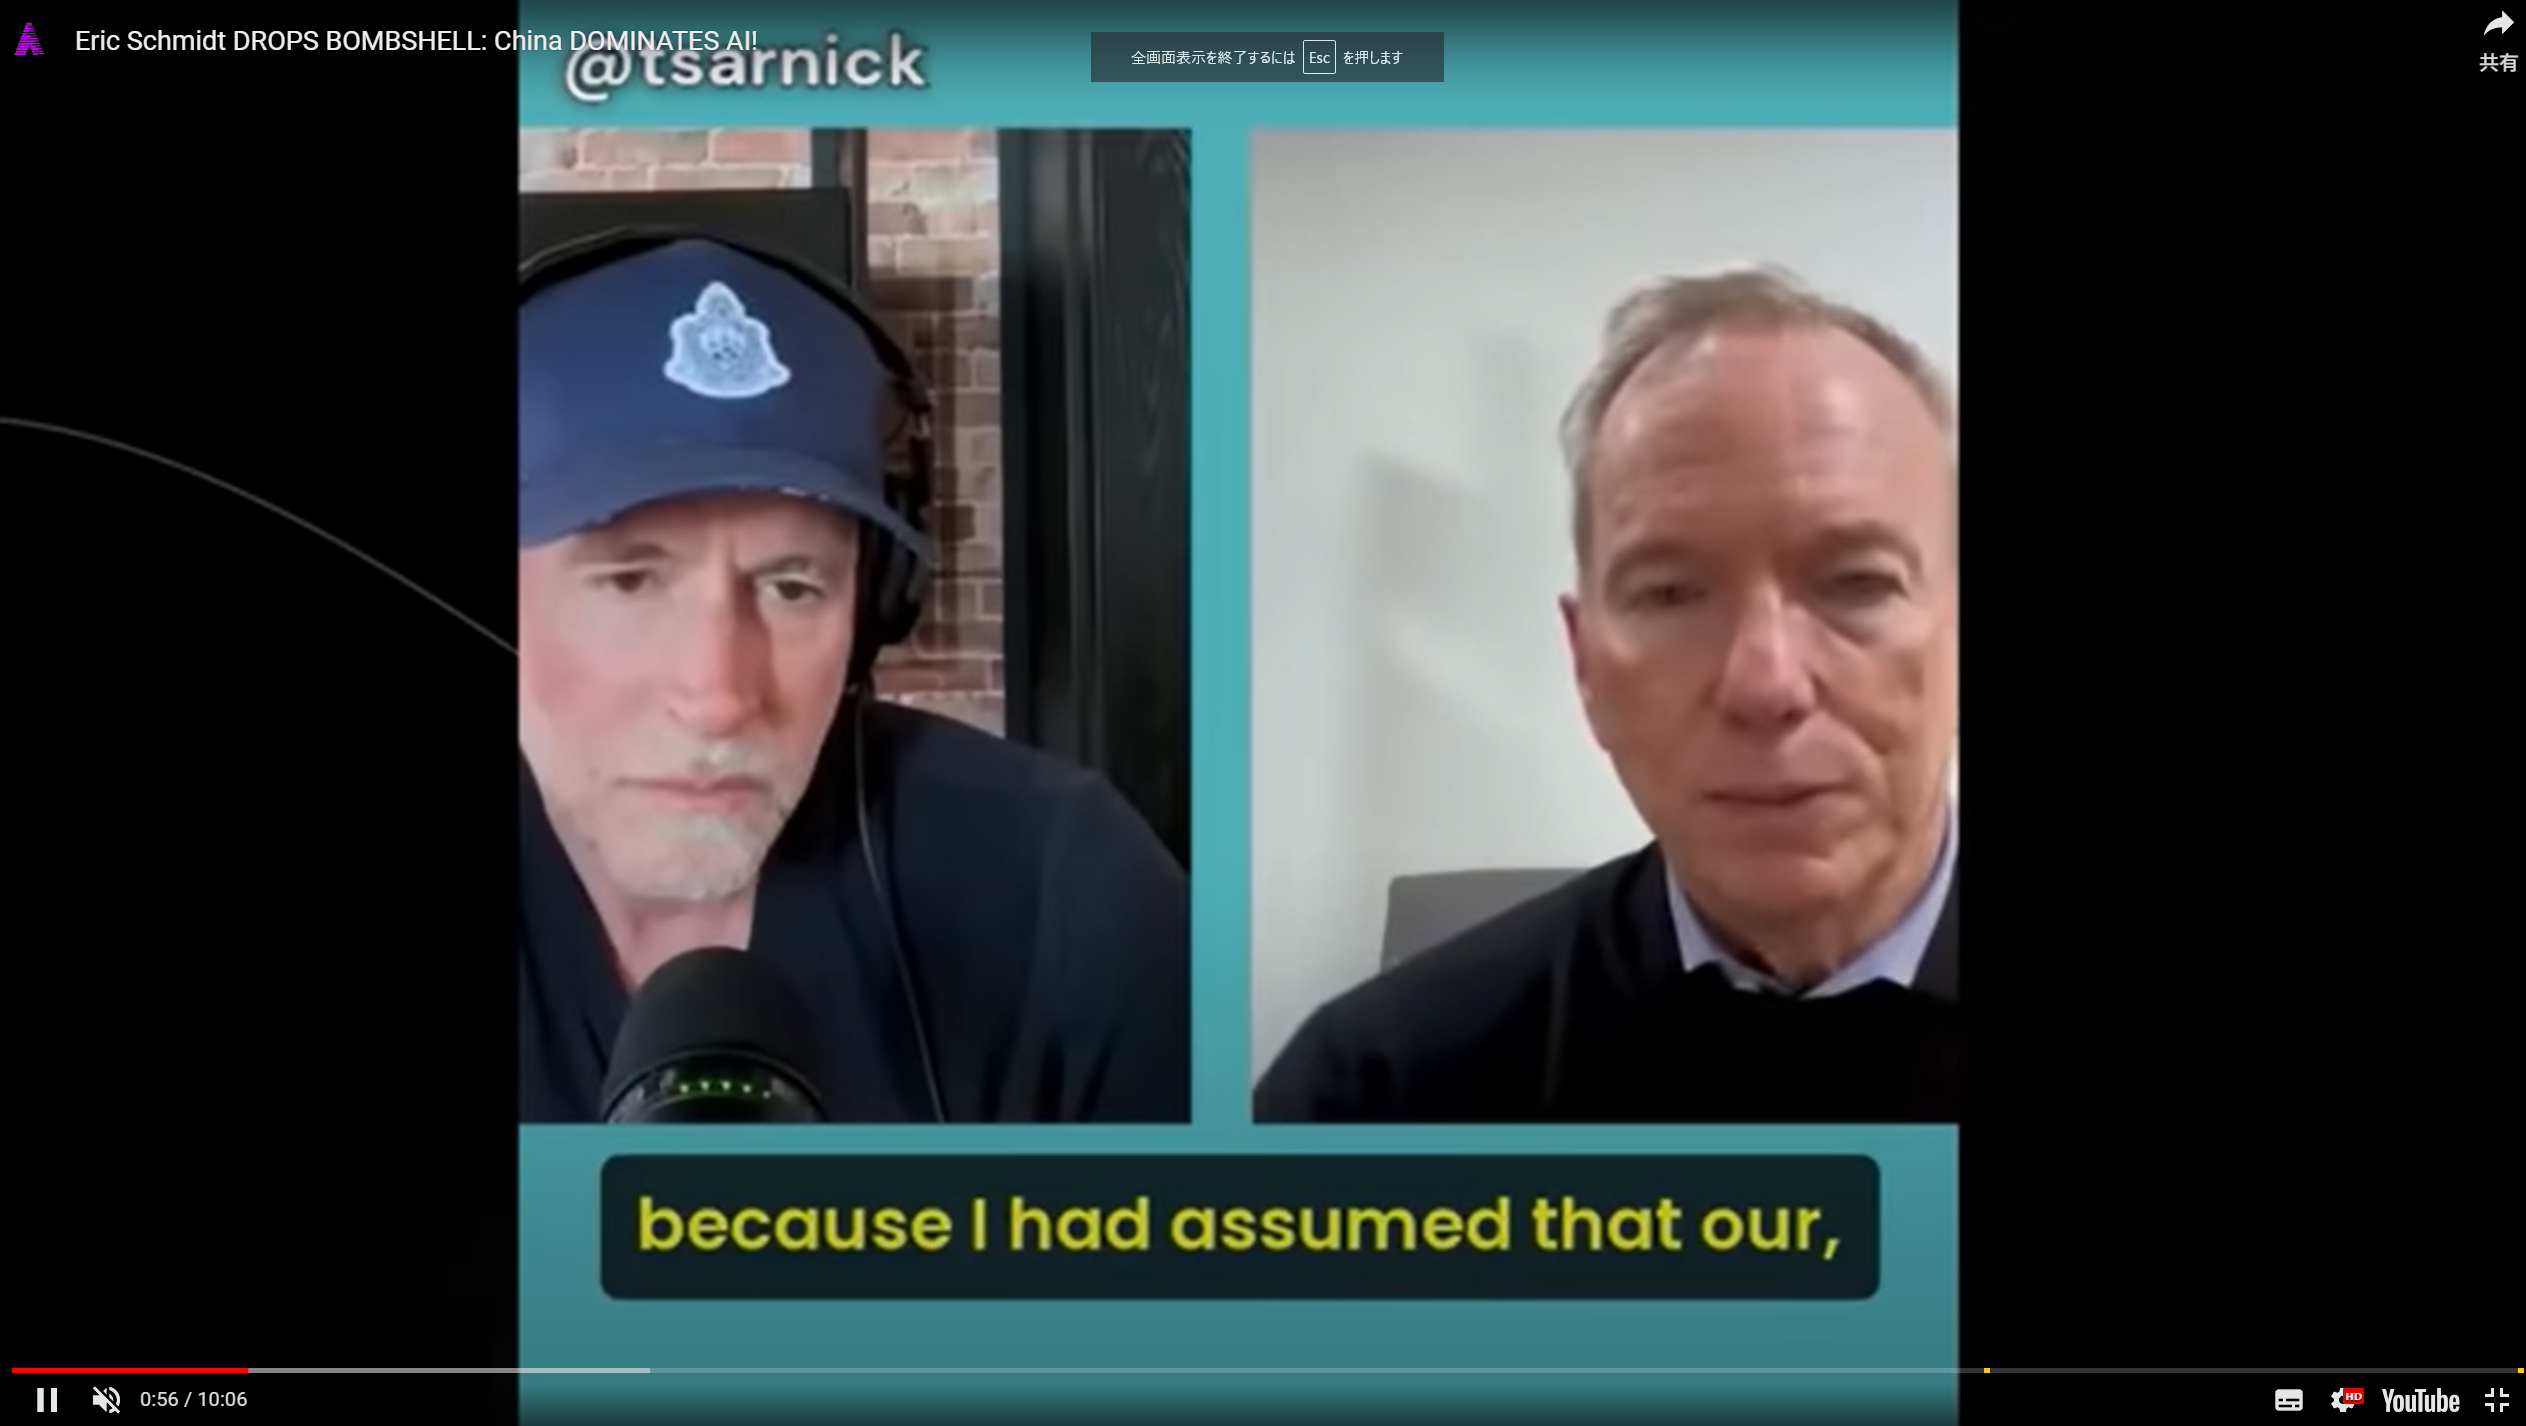 Eric Schmidt DROPS BOMBSHELL: China DOMINATES AI!
@tsarnick
全画面表示を終了するには Esc を押します
共有
because I had assumed that our,
0:56 / 10:06
HD
YouTube